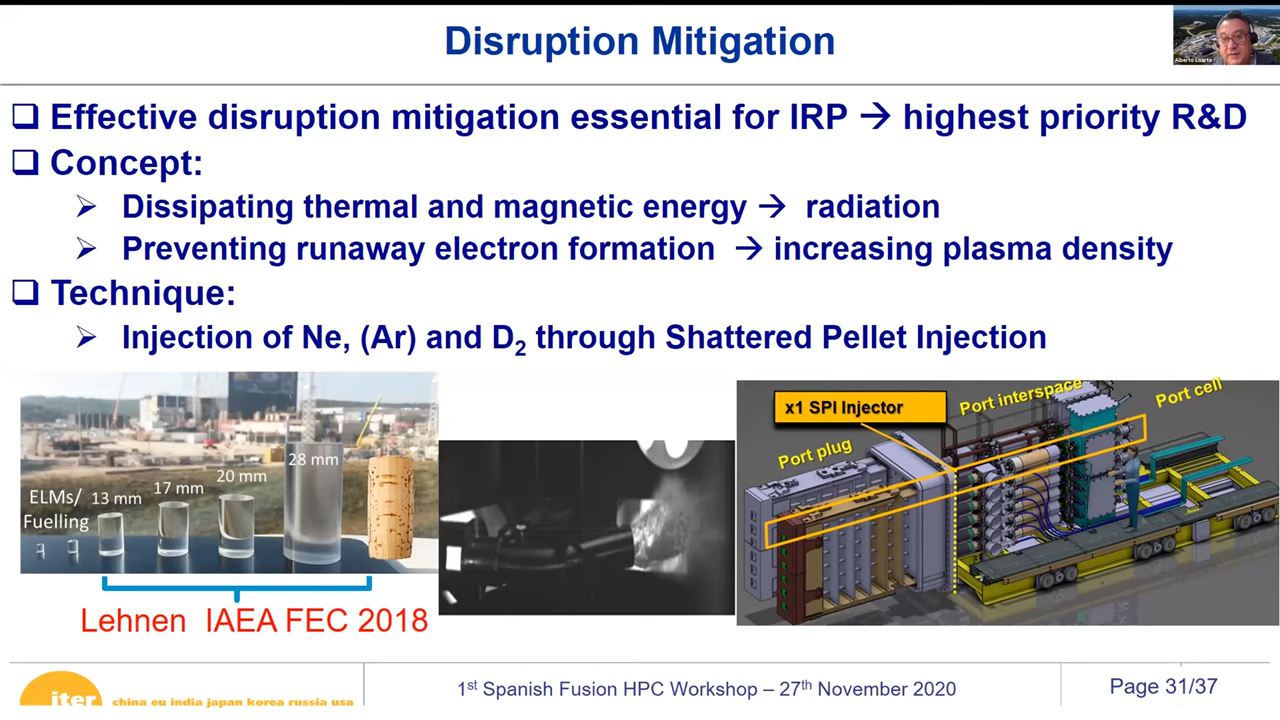 Disruption Mitigation
Alberto Loarte
Effective disruption mitigation essential for IRP → highest priority R&D
Concept:
Dissipating thermal and magnetic energy → radiation
Preventing runaway electron formation → increasing plasma density
Technique:
Injection of Ne, (Ar) and D₂ through Shattered Pellet Injection
ELMs/
Fuelling
13 mm
17 mm
20 mm
28 mm
x1 SPI Injector
Port plug
Port interspace
Port cell
Lehnen IAEA FEC 2018
iter
china eu india japan korea russia usa
1st Spanish Fusion HPC Workshop – 27th November 2020
Page 31/37